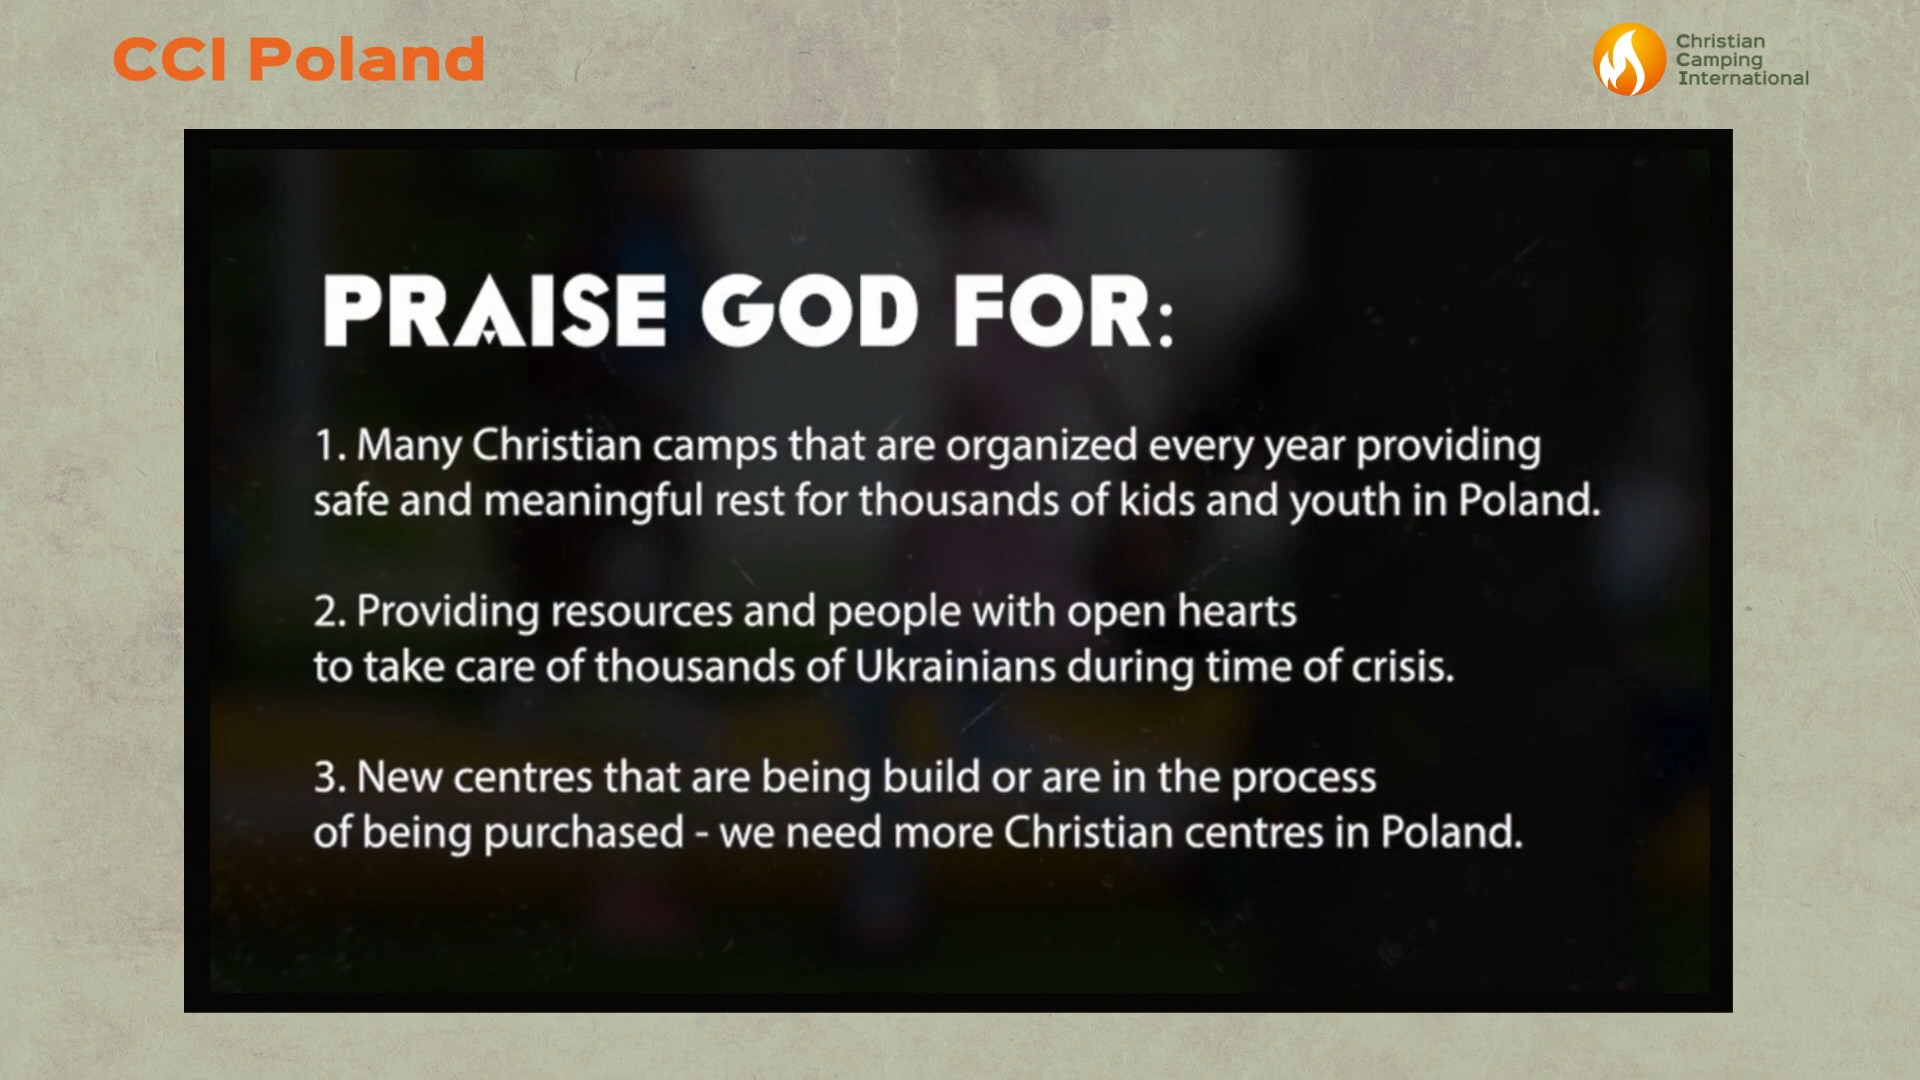 CCI Poland
Christian
Camping
International
PRAISE GOD FOR:
1. Many Christian camps that are organized every year providing
safe and meaningful rest for thousands of kids and youth in Poland.
2. Providing resources and people with open hearts
to take care of thousands of Ukrainians during time of crisis.
3. New centres that are being build or are in the process
of being purchased - we need more Christian centres in Poland.